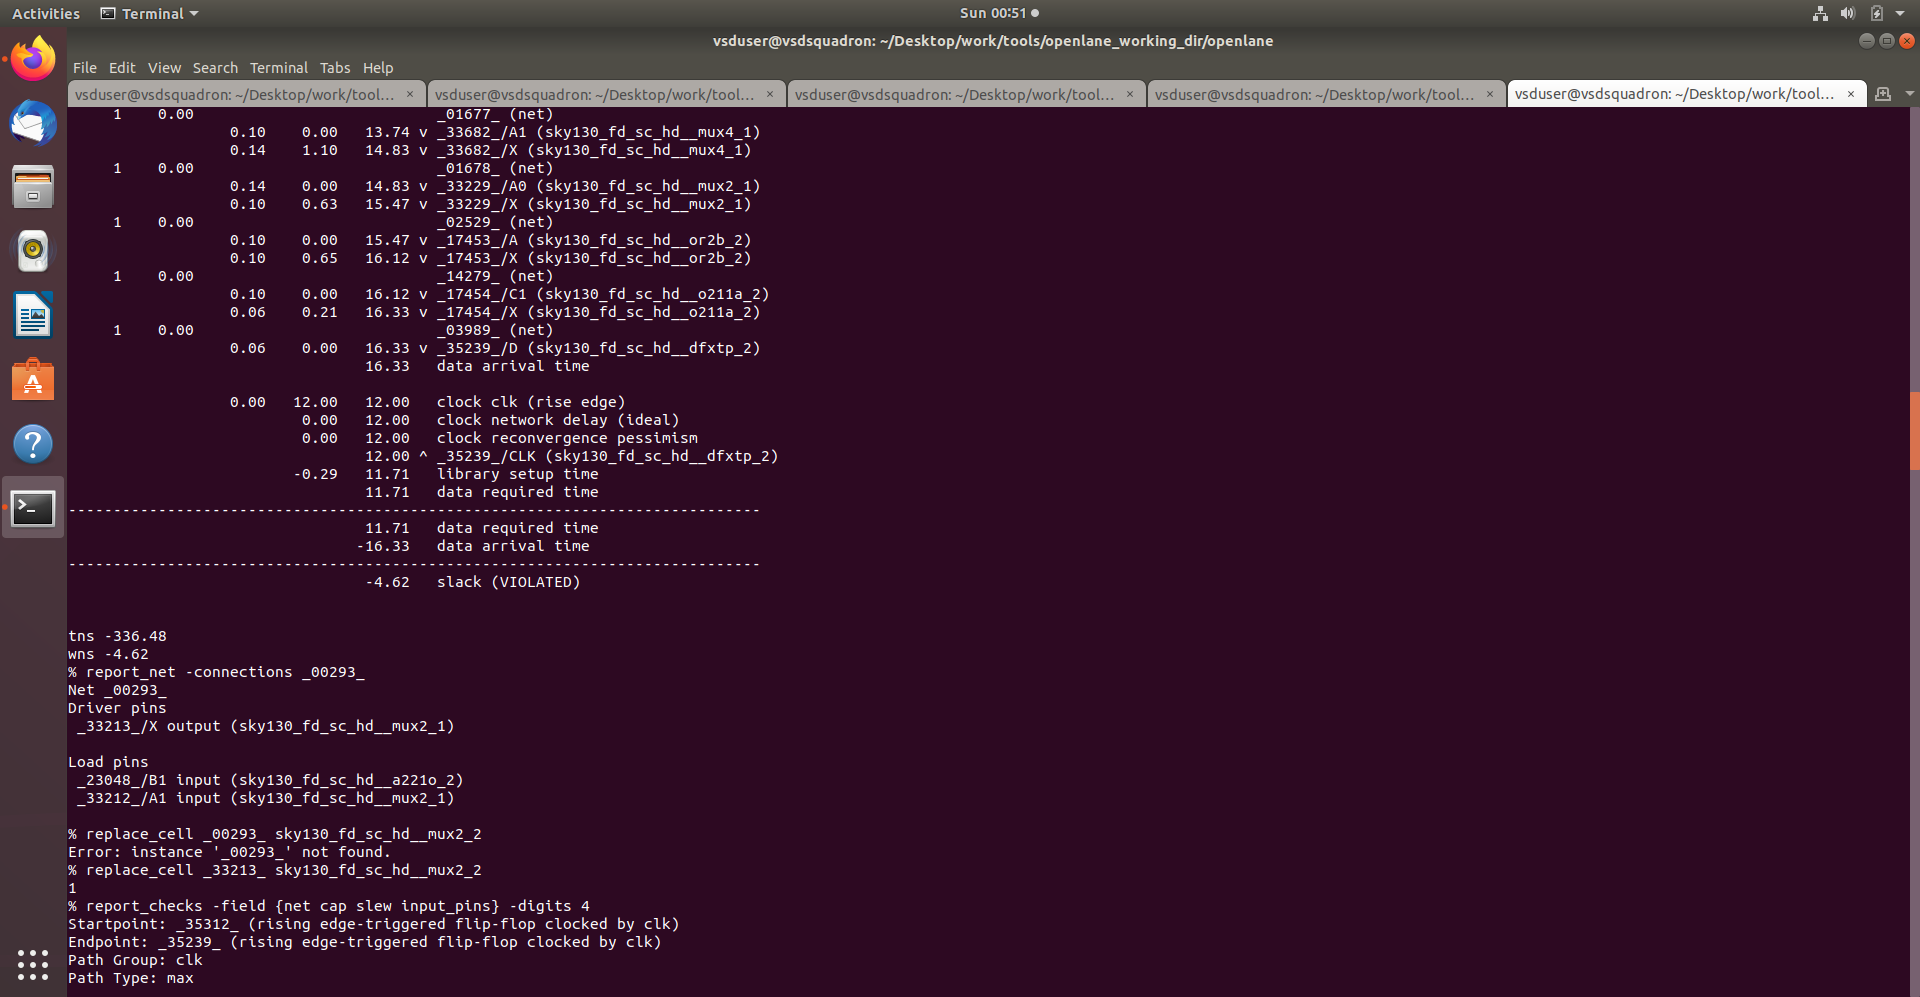 Activities Terminal Sun 00:51
vsduser@vsdsquadron: ~/Desktop/work/tools/openlane_working_dir/openlane
File Edit View Search Terminal Tabs Help
vsduser@vsdsquadron: ~/Desktop/work/tool... × vsduser@vsdsquadron: ~/Desktop/work/tool... × vsduser@vsdsquadron: ~/Desktop/work/tool... × vsduser@vsdsquadron: ~/Desktop/work/tool... × vsduser@vsdsquadron: ~/Desktop/work/tool... ×
1 0.00 _01677_ (net)
0.10 0.00 13.74 v _33682_/A1 (sky130_fd_sc_hd__mux4_1)
0.14 1.10 14.83 v _33682_/X (sky130_fd_sc_hd__mux4_1)
1 0.00 _01678_ (net)
0.14 0.00 14.83 v _33229_/A0 (sky130_fd_sc_hd__mux2_1)
0.10 0.63 15.47 v _33229_/X (sky130_fd_sc_hd__mux2_1)
1 0.00 _02529_ (net)
0.10 0.00 15.47 v _17453_/A (sky130_fd_sc_hd__or2b_2)
0.10 0.65 16.12 v _17453_/X (sky130_fd_sc_hd__or2b_2)
1 0.00 _14279_ (net)
0.10 0.00 16.12 v _17454_/C1 (sky130_fd_sc_hd__o211a_2)
0.06 0.21 16.33 v _17454_/X (sky130_fd_sc_hd__o211a_2)
1 0.00 _03989_ (net)
0.06 0.00 16.33 v _35239_/D (sky130_fd_sc_hd__dfxtp_2)
16.33 data arrival time
0.00 12.00 12.00 clock clk (rise edge)
0.00 12.00 clock network delay (ideal)
0.00 12.00 clock reconvergence pessimism
12.00 ^ _35239_/CLK (sky130_fd_sc_hd__dfxtp_2)
-0.29 11.71 library setup time
11.71 data required time
-----------------------------------------------------------------------------
11.71 data required time
-16.33 data arrival time
-----------------------------------------------------------------------------
-4.62 slack (VIOLATED)
tns -336.48
wns -4.62
% report_net -connections _00293_
Net _00293_
Driver pins
_33213_/X output (sky130_fd_sc_hd__mux2_1)
Load pins
_23048_/B1 input (sky130_fd_sc_hd__a221o_2)
_33212_/A1 input (sky130_fd_sc_hd__mux2_1)
% replace_cell _00293_ sky130_fd_sc_hd__mux2_2
Error: instance '_00293_' not found.
% replace_cell _33213_ sky130_fd_sc_hd__mux2_2
1
% report_checks -field {net cap slew input_pins} -digits 4
Startpoint: _35312_ (rising edge-triggered flip-flop clocked by clk)
Endpoint: _35239_ (rising edge-triggered flip-flop clocked by clk)
Path Group: clk
Path Type: max